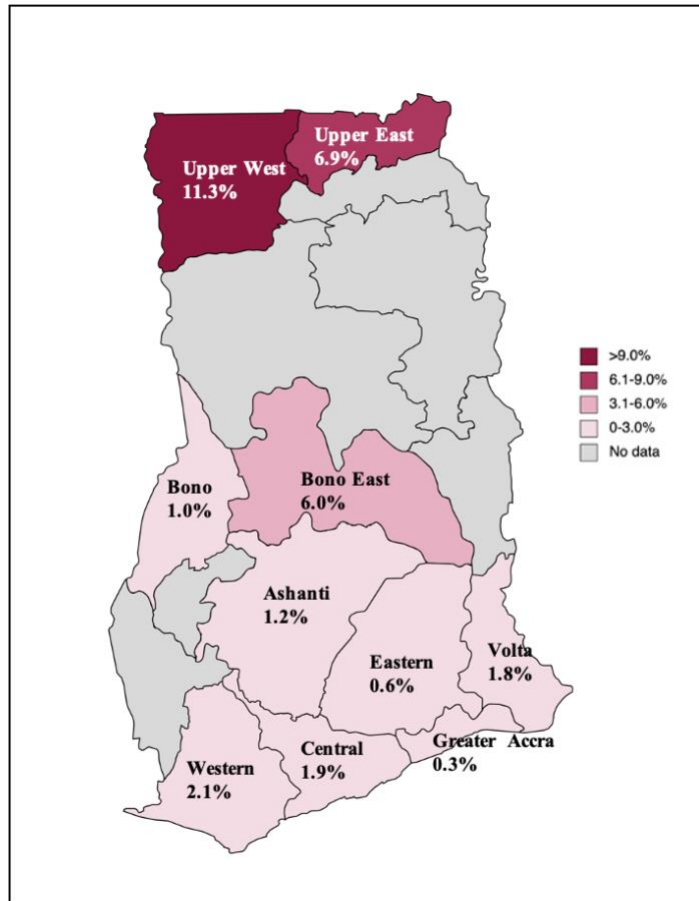 Upper East
6.9%
Upper West
11.3%
>9.0%
6.1-9.0%
3.1-6.0%
0-3.0%
No data
Bono
1.0%
Bono East
6.0%
Ashanti
1.2%
Eastern
0.6%
Volta
1.8%
Greater Accra
0.3%
Central
1.9%
Western
2.1%